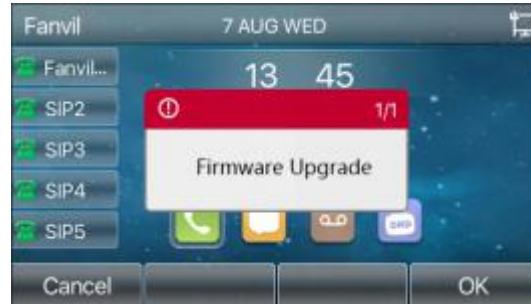 Fanvil 7 AUG WED
Fanvil...
13 45
SIP2
1/1
SIP3
Firmware Upgrade
SIP4
SIP5
Cancel OK